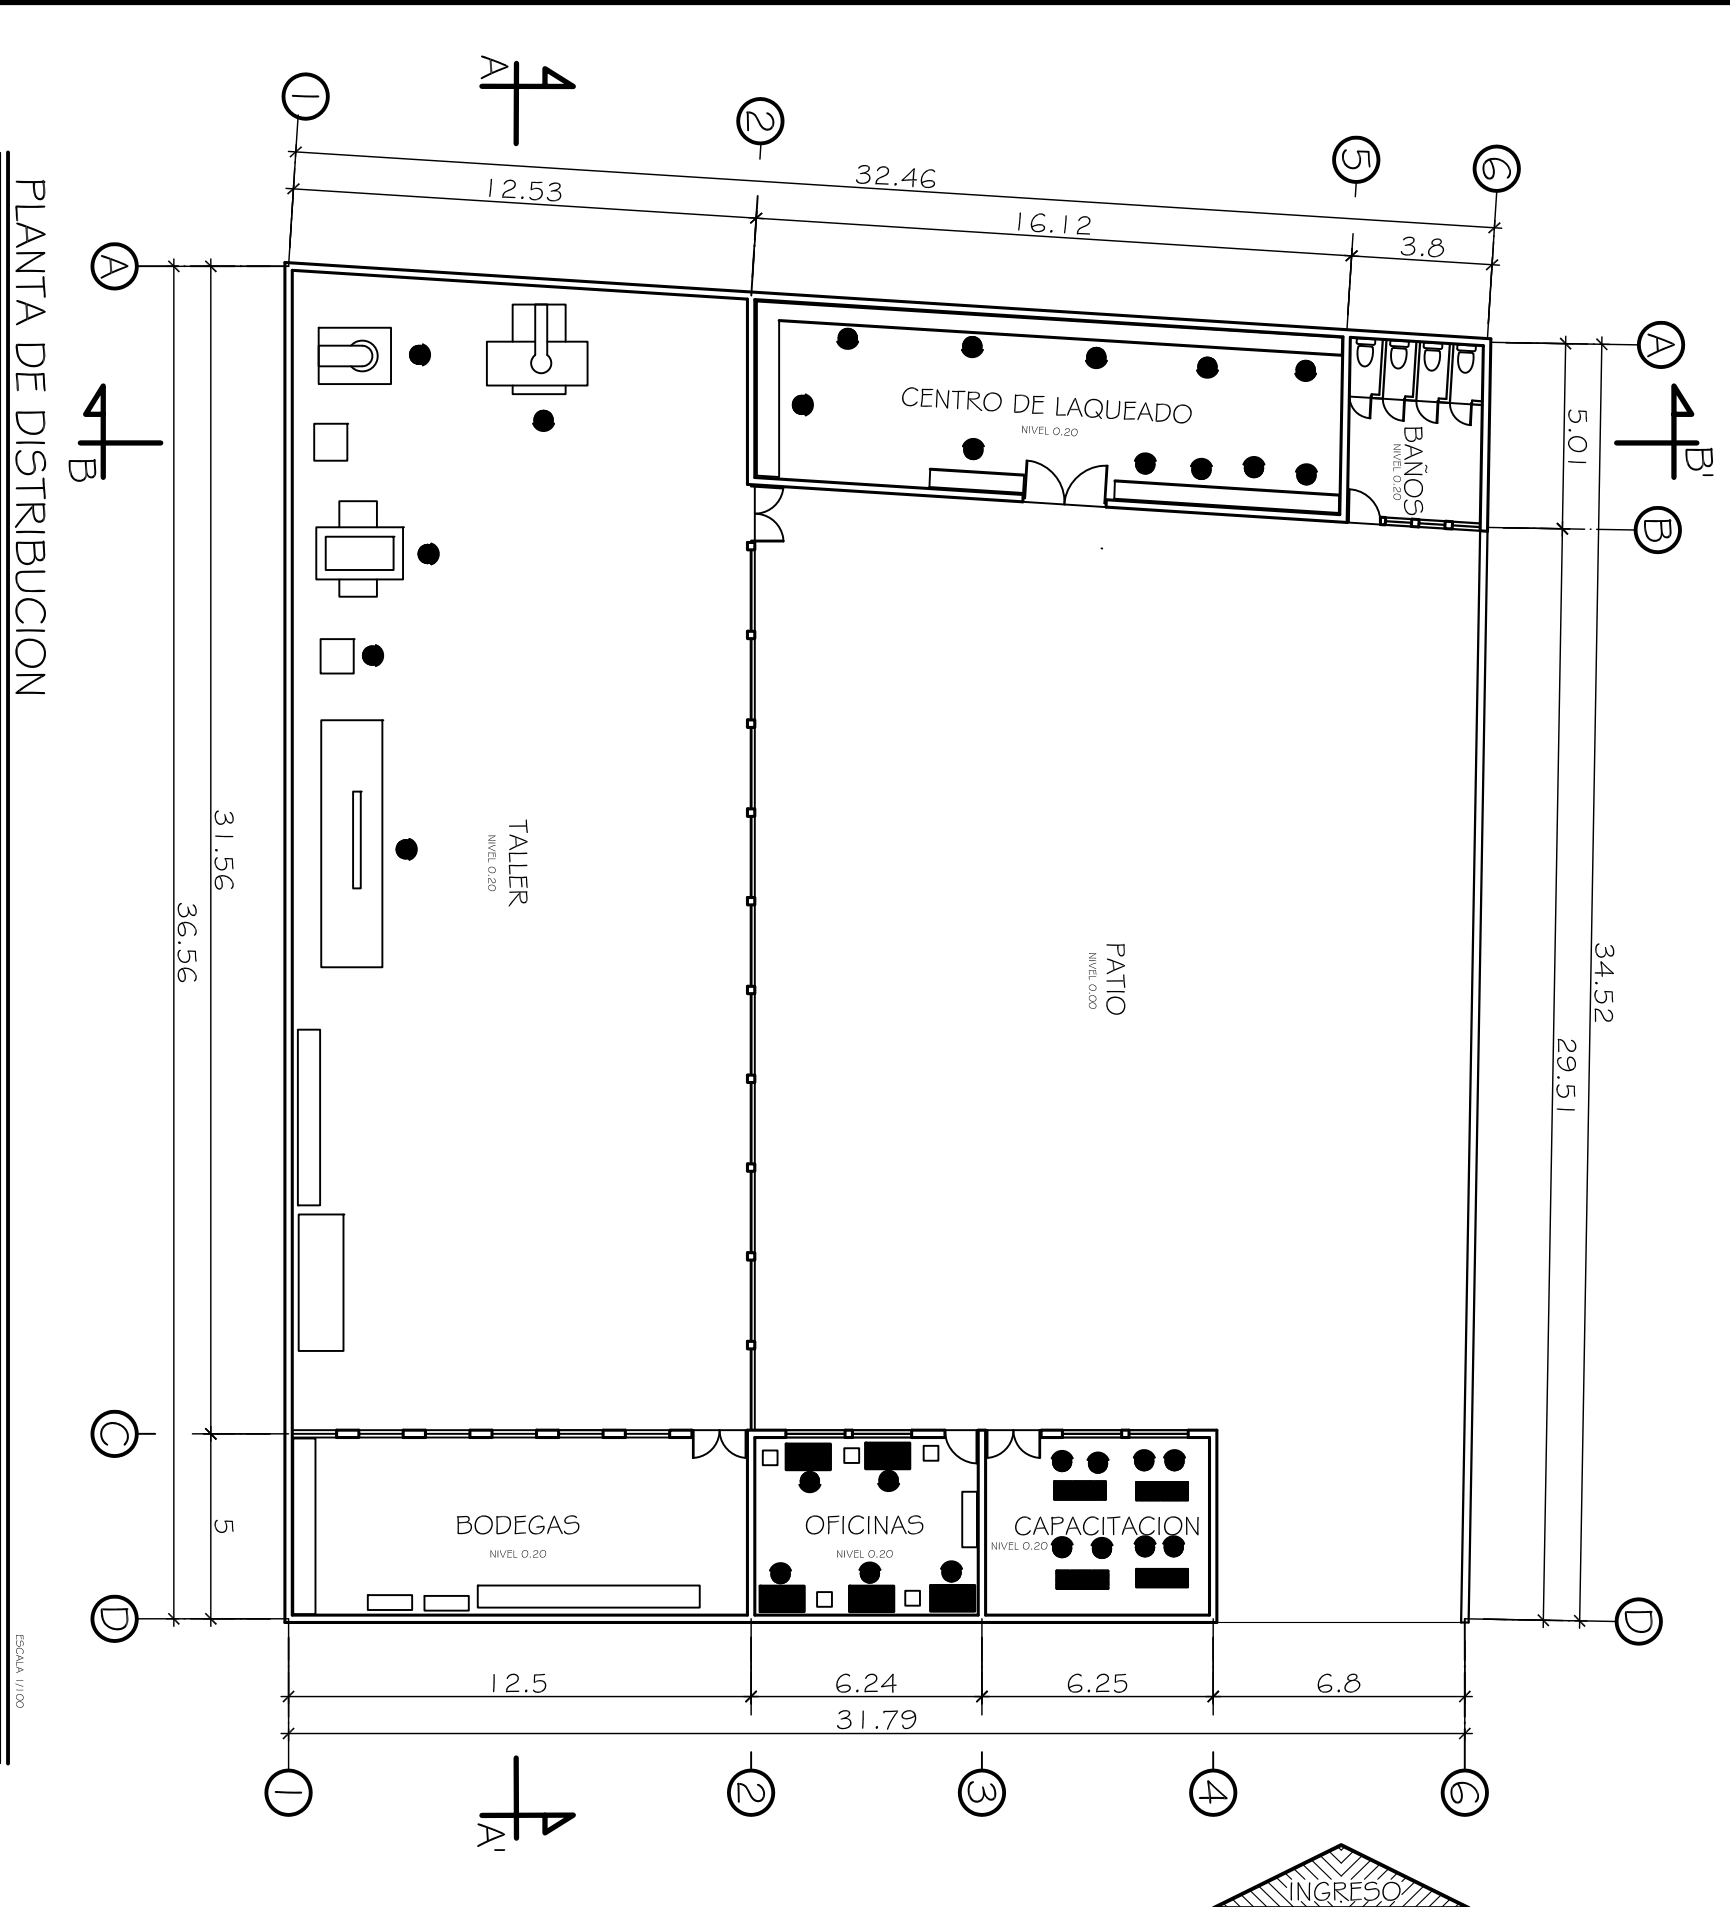 PLANTA DE DISTRIBUCION
ESCALA 1/100
A
1
2
5
6
32.46
12.53
16.12
3.8
A
A
B
B'
B
5.01
34.52
29.51
31.56
36.56
CENTRO DE LAQUEADO
NIVEL 0.20
BAÑOS
NIVEL 0.20
TALLER
NIVEL 0.20
PATIO
NIVEL 0.00
C
5
D
D
BODEGAS
NIVEL 0.20
OFICINAS
NIVEL 0.20
CAPACITACION
NIVEL 0.20
12.5
6.24
6.25
6.8
31.79
1
2
3
4
6
A'
INGRESO